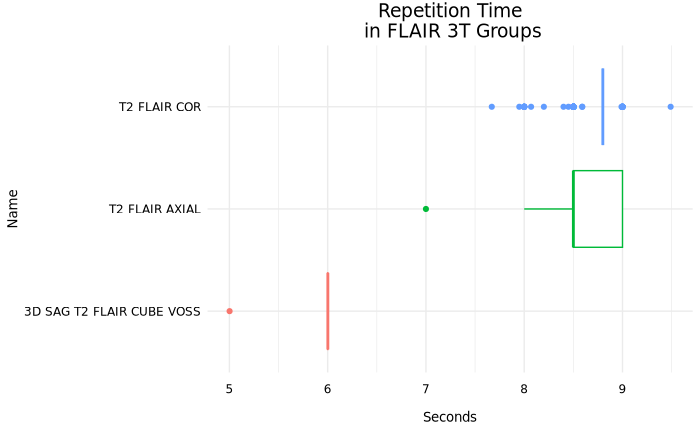 Repetition Time
in FLAIR 3T Groups
Name
T2 FLAIR COR
T2 FLAIR AXIAL
3D SAG T2 FLAIR CUBE VOSS
5 6 7 8 9
Seconds